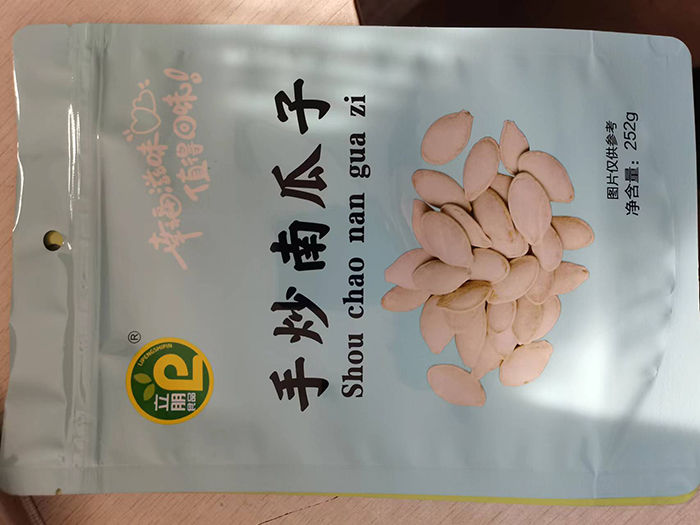 幸福滋味
值得回味!
®
LIPENGSHIPIN
立朋
食品
手炒南瓜子
Shou chao nan gua zi
图片仅供参考
净含量：252g